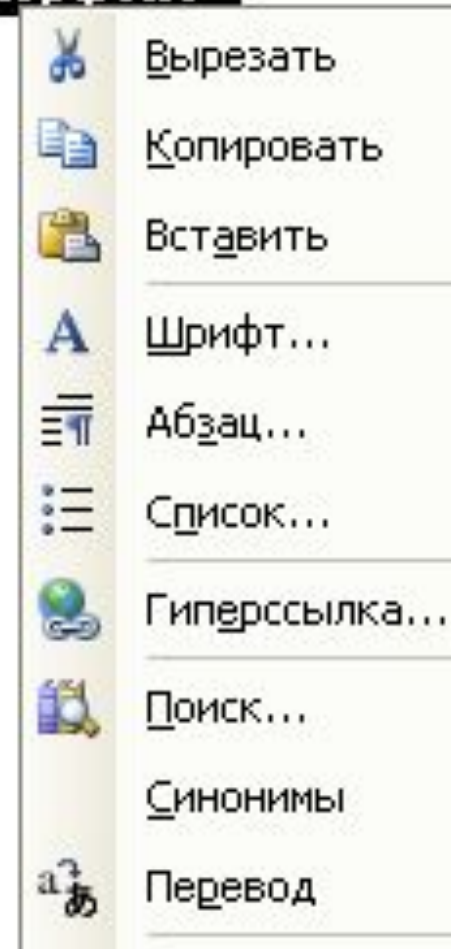 Вырезать
Копировать
Вставить
Шрифт...
Абзац...
Список...
Гиперссылка...
Поиск...
Синонимы
Перевод